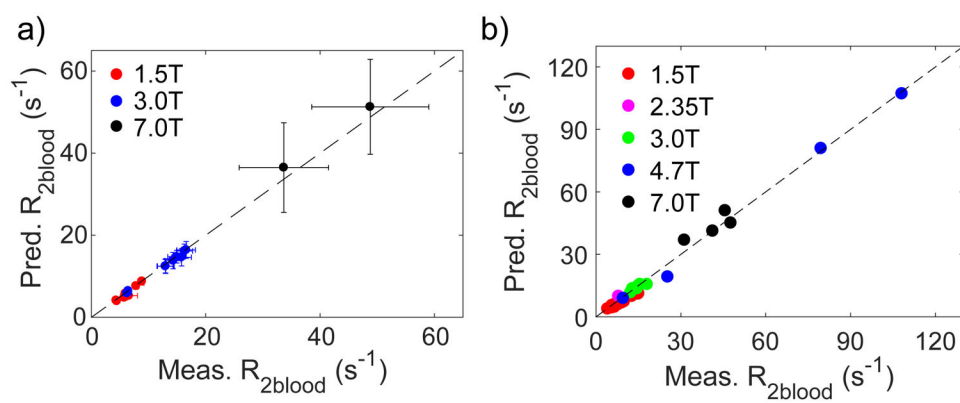 a)
60
40
20
0
0
20
40
60
Pred. R2blood (s-1)
Meas. R2blood (s-1)
1.5T
3.0T
7.0T
b)
120
90
60
30
0
0
30
60
90
120
Pred. R2blood (s-1)
Meas. R2blood (s-1)
1.5T
2.35T
3.0T
4.7T
7.0T